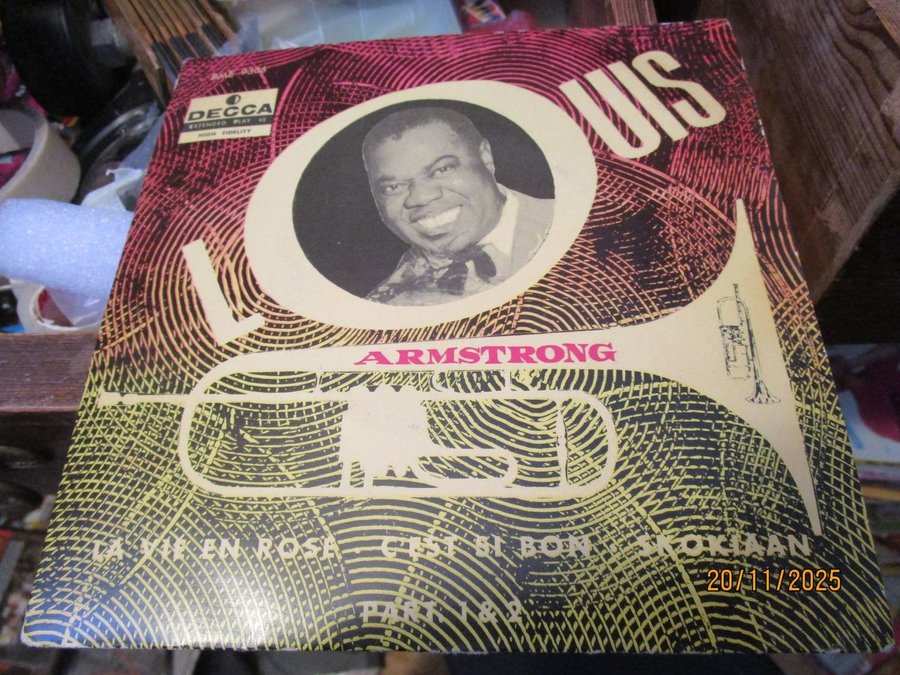 DECCA
EXTENDED PLAY 45
HIGH FIDELITY
LOUIS
ARMSTRONG
LA VIE EN ROSE . C'EST SI BON . SKOKIAAN
PART. 1 & 2
20/11/2025